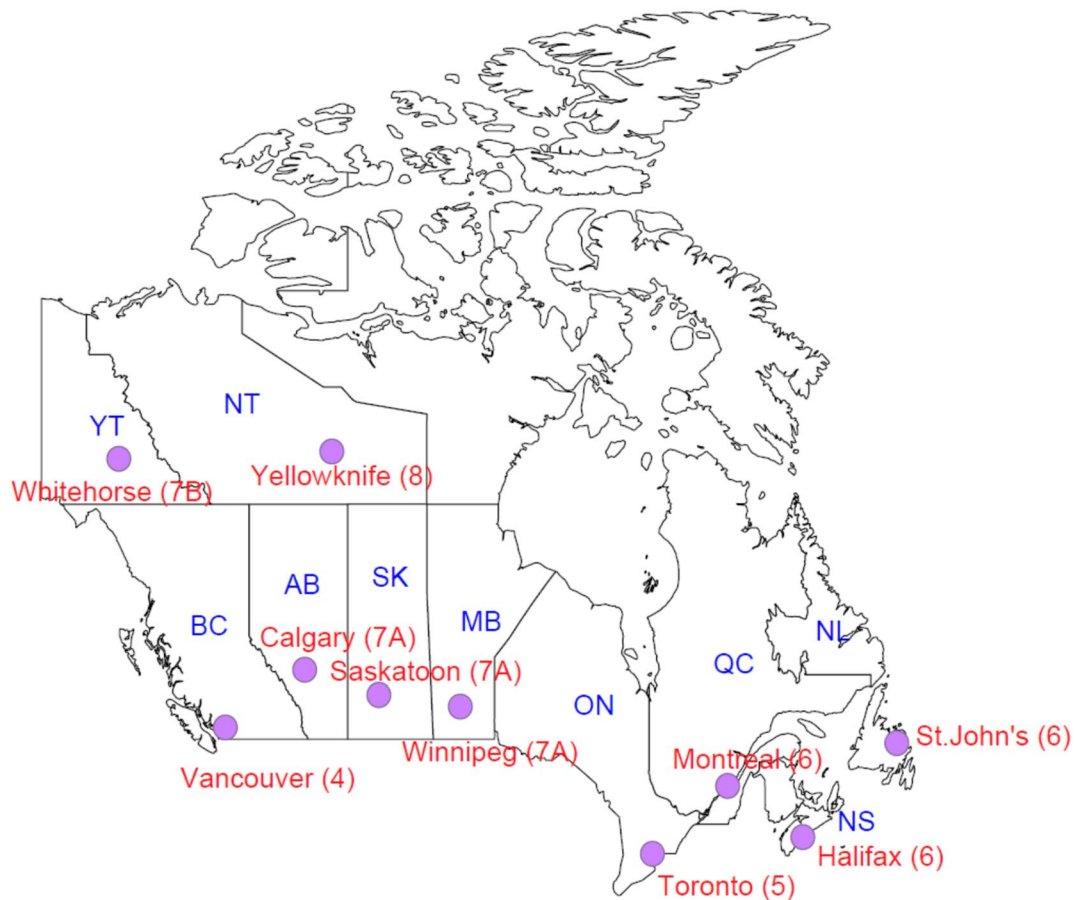 NT
YT
Yellowknife (8)
Whitehorse (7B)
AB
SK
BC
MB
NL
Calgary (7A)
QC
Saskatoon (7A)
ON
St.John's (6)
Winnipeg (7A)
Montreal (6)
Vancouver (4)
NS
Halifax (6)
Toronto (5)